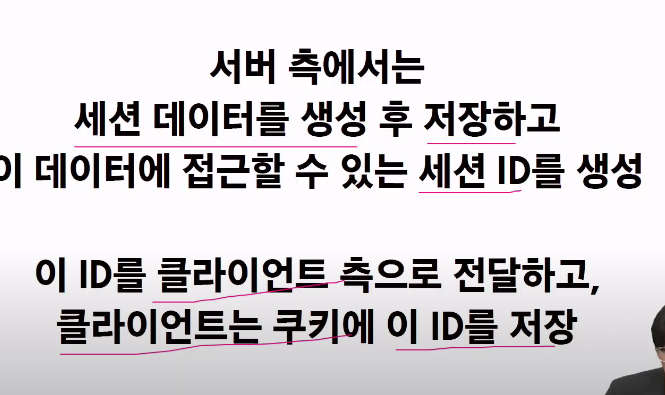 서버 측에서는
세션 데이터를 생성 후 저장하고
이 데이터에 접근할 수 있는 세션 ID를 생성
이 ID를 클라이언트 측으로 전달하고,
클라이언트는 쿠키에 이 ID를 저장